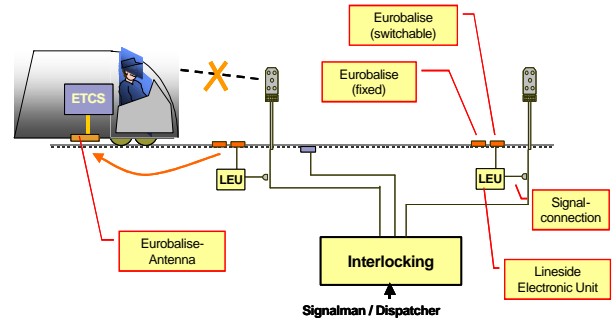 Eurobalise
(switchable)
Eurobalise
(fixed)
ETCS
LEU
LEU
Signal-
connection
Eurobalise-
Antenna
Interlocking
Lineside
Electronic Unit
Signalman / Dispatcher